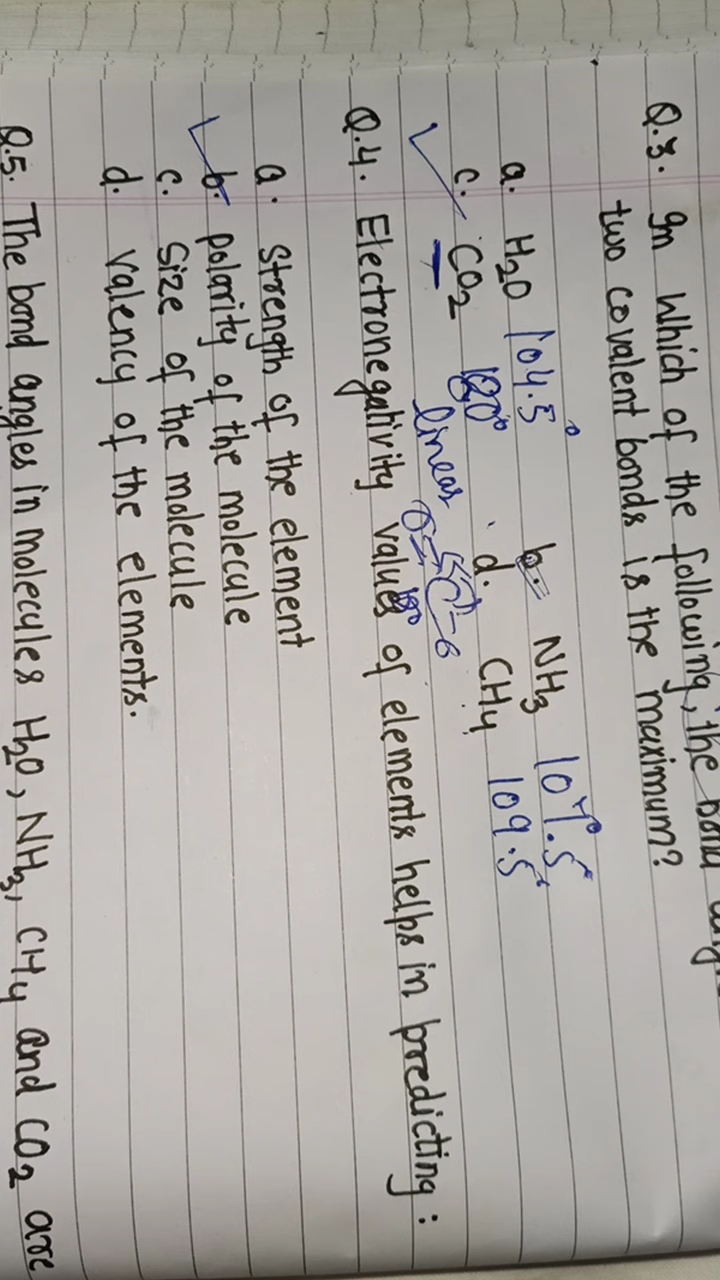 Q.3. In which of the following, the bond
two covalent bonds is the maximum?
a. H2O 104.5° b. NH3 107.5°
c. CO2 180° d. CH4 109.5°
linear
Q.4. Electronegativity values of elements helps in predicting :
a. strength of the element
b. polarity of the molecule
c. Size of the molecule
d. valency of the elements.
Q.5. The bond angles in molecules H2O, NH3, CH4 and CO2 are